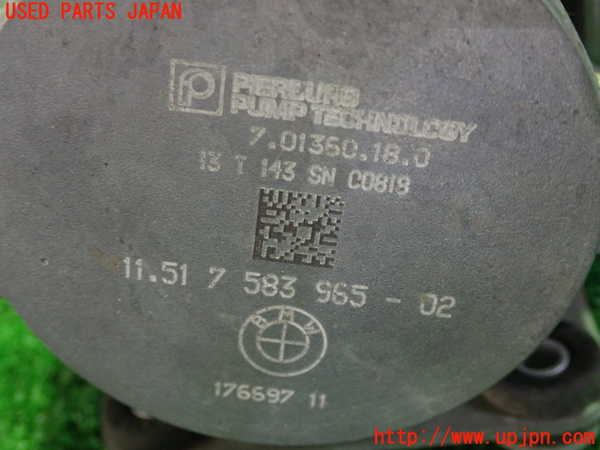 USED PARTS JAPAN
PIERBURG
PUMP TECHNOLOGY
7.01360.18.0
13 T 143 SN C0818
11.51 7 583 965 - 02
BMW
176697 11
http://www.upjpn.com/